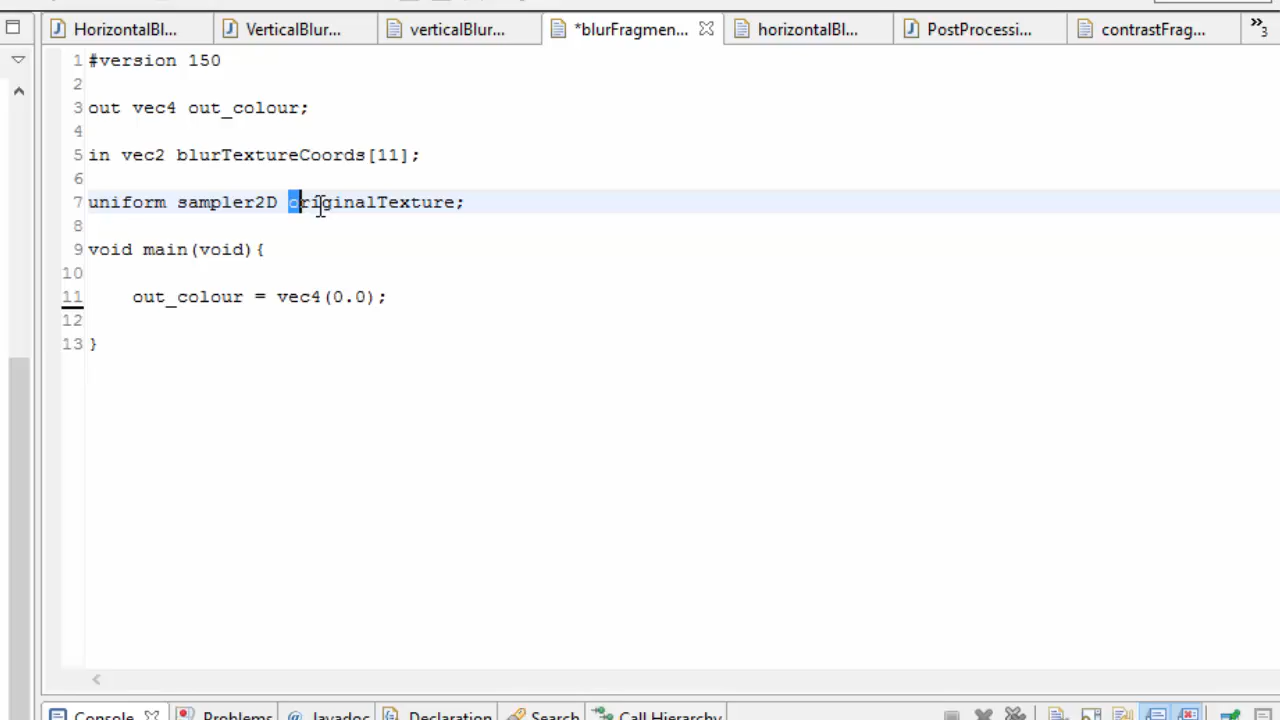 HorizontalBl...
VerticalBlur...
verticalBlur...
*blurFragmen...
horizontalBl...
PostProcessi...
contrastFrag...
»3
1 #version 150
2
3 out vec4 out_colour;
4
5 in vec2 blurTextureCoords[11];
6
7 uniform sampler2D originalTexture;
8
9 void main(void){
10
11 out_colour = vec4(0.0);
12
13 }
Console
Problems
@ Javadoc
Declaration
Search
Call Hierarchy